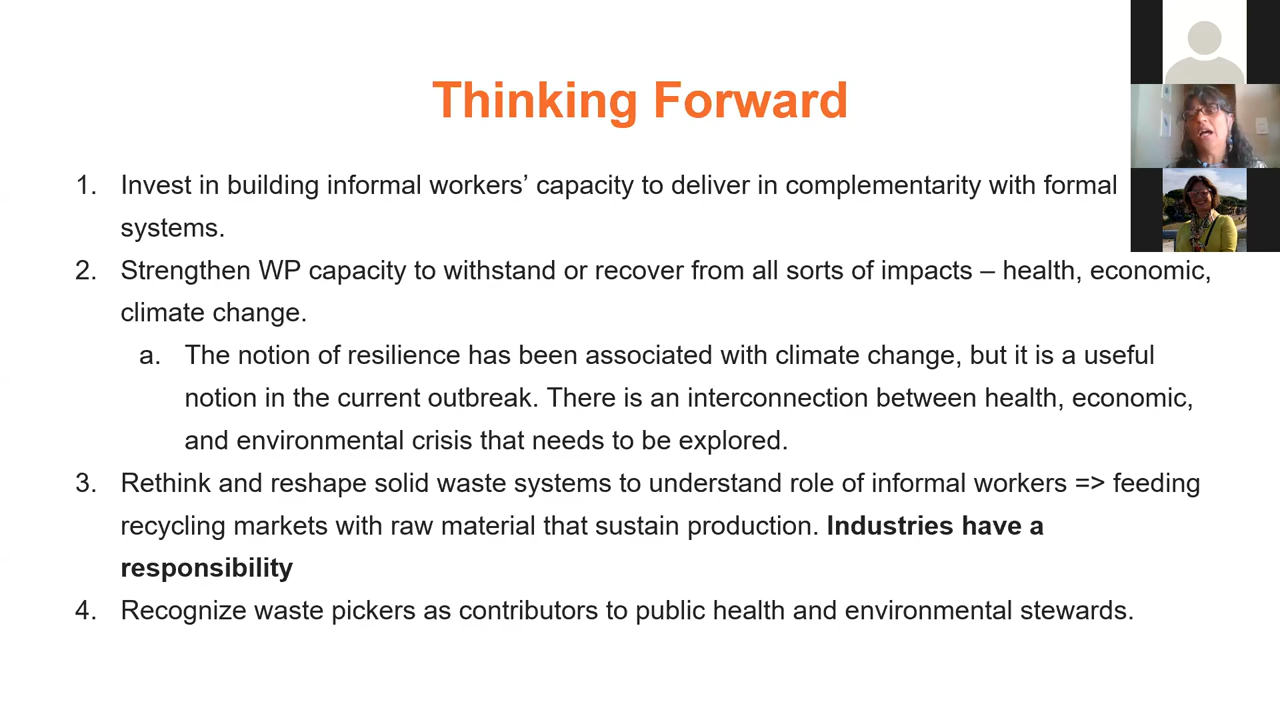 Thinking Forward
1. Invest in building informal workers’ capacity to deliver in complementarity with formal
systems.
2. Strengthen WP capacity to withstand or recover from all sorts of impacts – health, economic,
climate change.
a. The notion of resilience has been associated with climate change, but it is a useful
notion in the current outbreak. There is an interconnection between health, economic,
and environmental crisis that needs to be explored.
3. Rethink and reshape solid waste systems to understand role of informal workers => feeding
recycling markets with raw material that sustain production. Industries have a
responsibility
4. Recognize waste pickers as contributors to public health and environmental stewards.